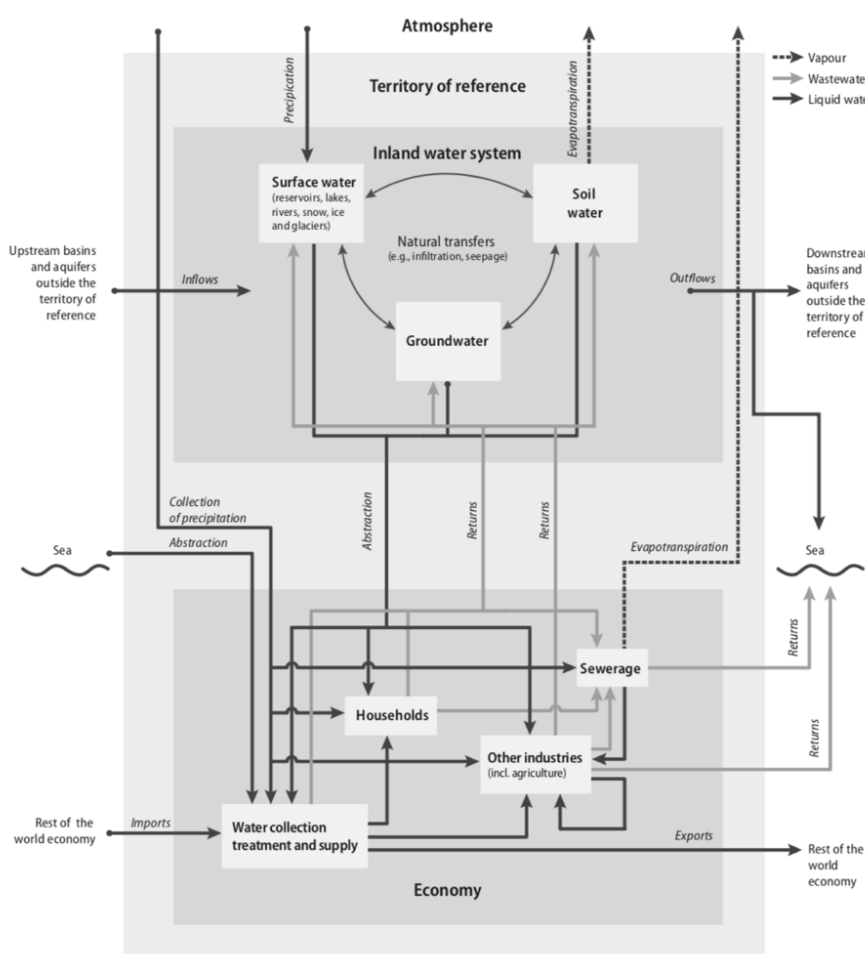 Atmosphere
Vapour
Wastewate
Liquid wate
Territory of reference
Precipication
Evapotranspiration
Inland water system
Surface water
(reservoirs, lakes,
rivers, snow, ice
and glaciers)
Soil
water
Natural transfers
(e.g., infiltration, seepage)
Upstream basins
and aquifers
outside the
territory of
reference
Inflows
Outflows
Downstream
basins and
aquifers
outside the
territory of
reference
Groundwater
Collection
of precipitation
Abstraction
Returns
Returns
Sea
Abstraction
Evapotranspiration
Sea
Returns
Sewerage
Households
Returns
Other industries
(incl. agriculture)
Rest of the
world economy
Imports
Water collection
treatment and supply
Exports
Rest of the
world
economy
Economy